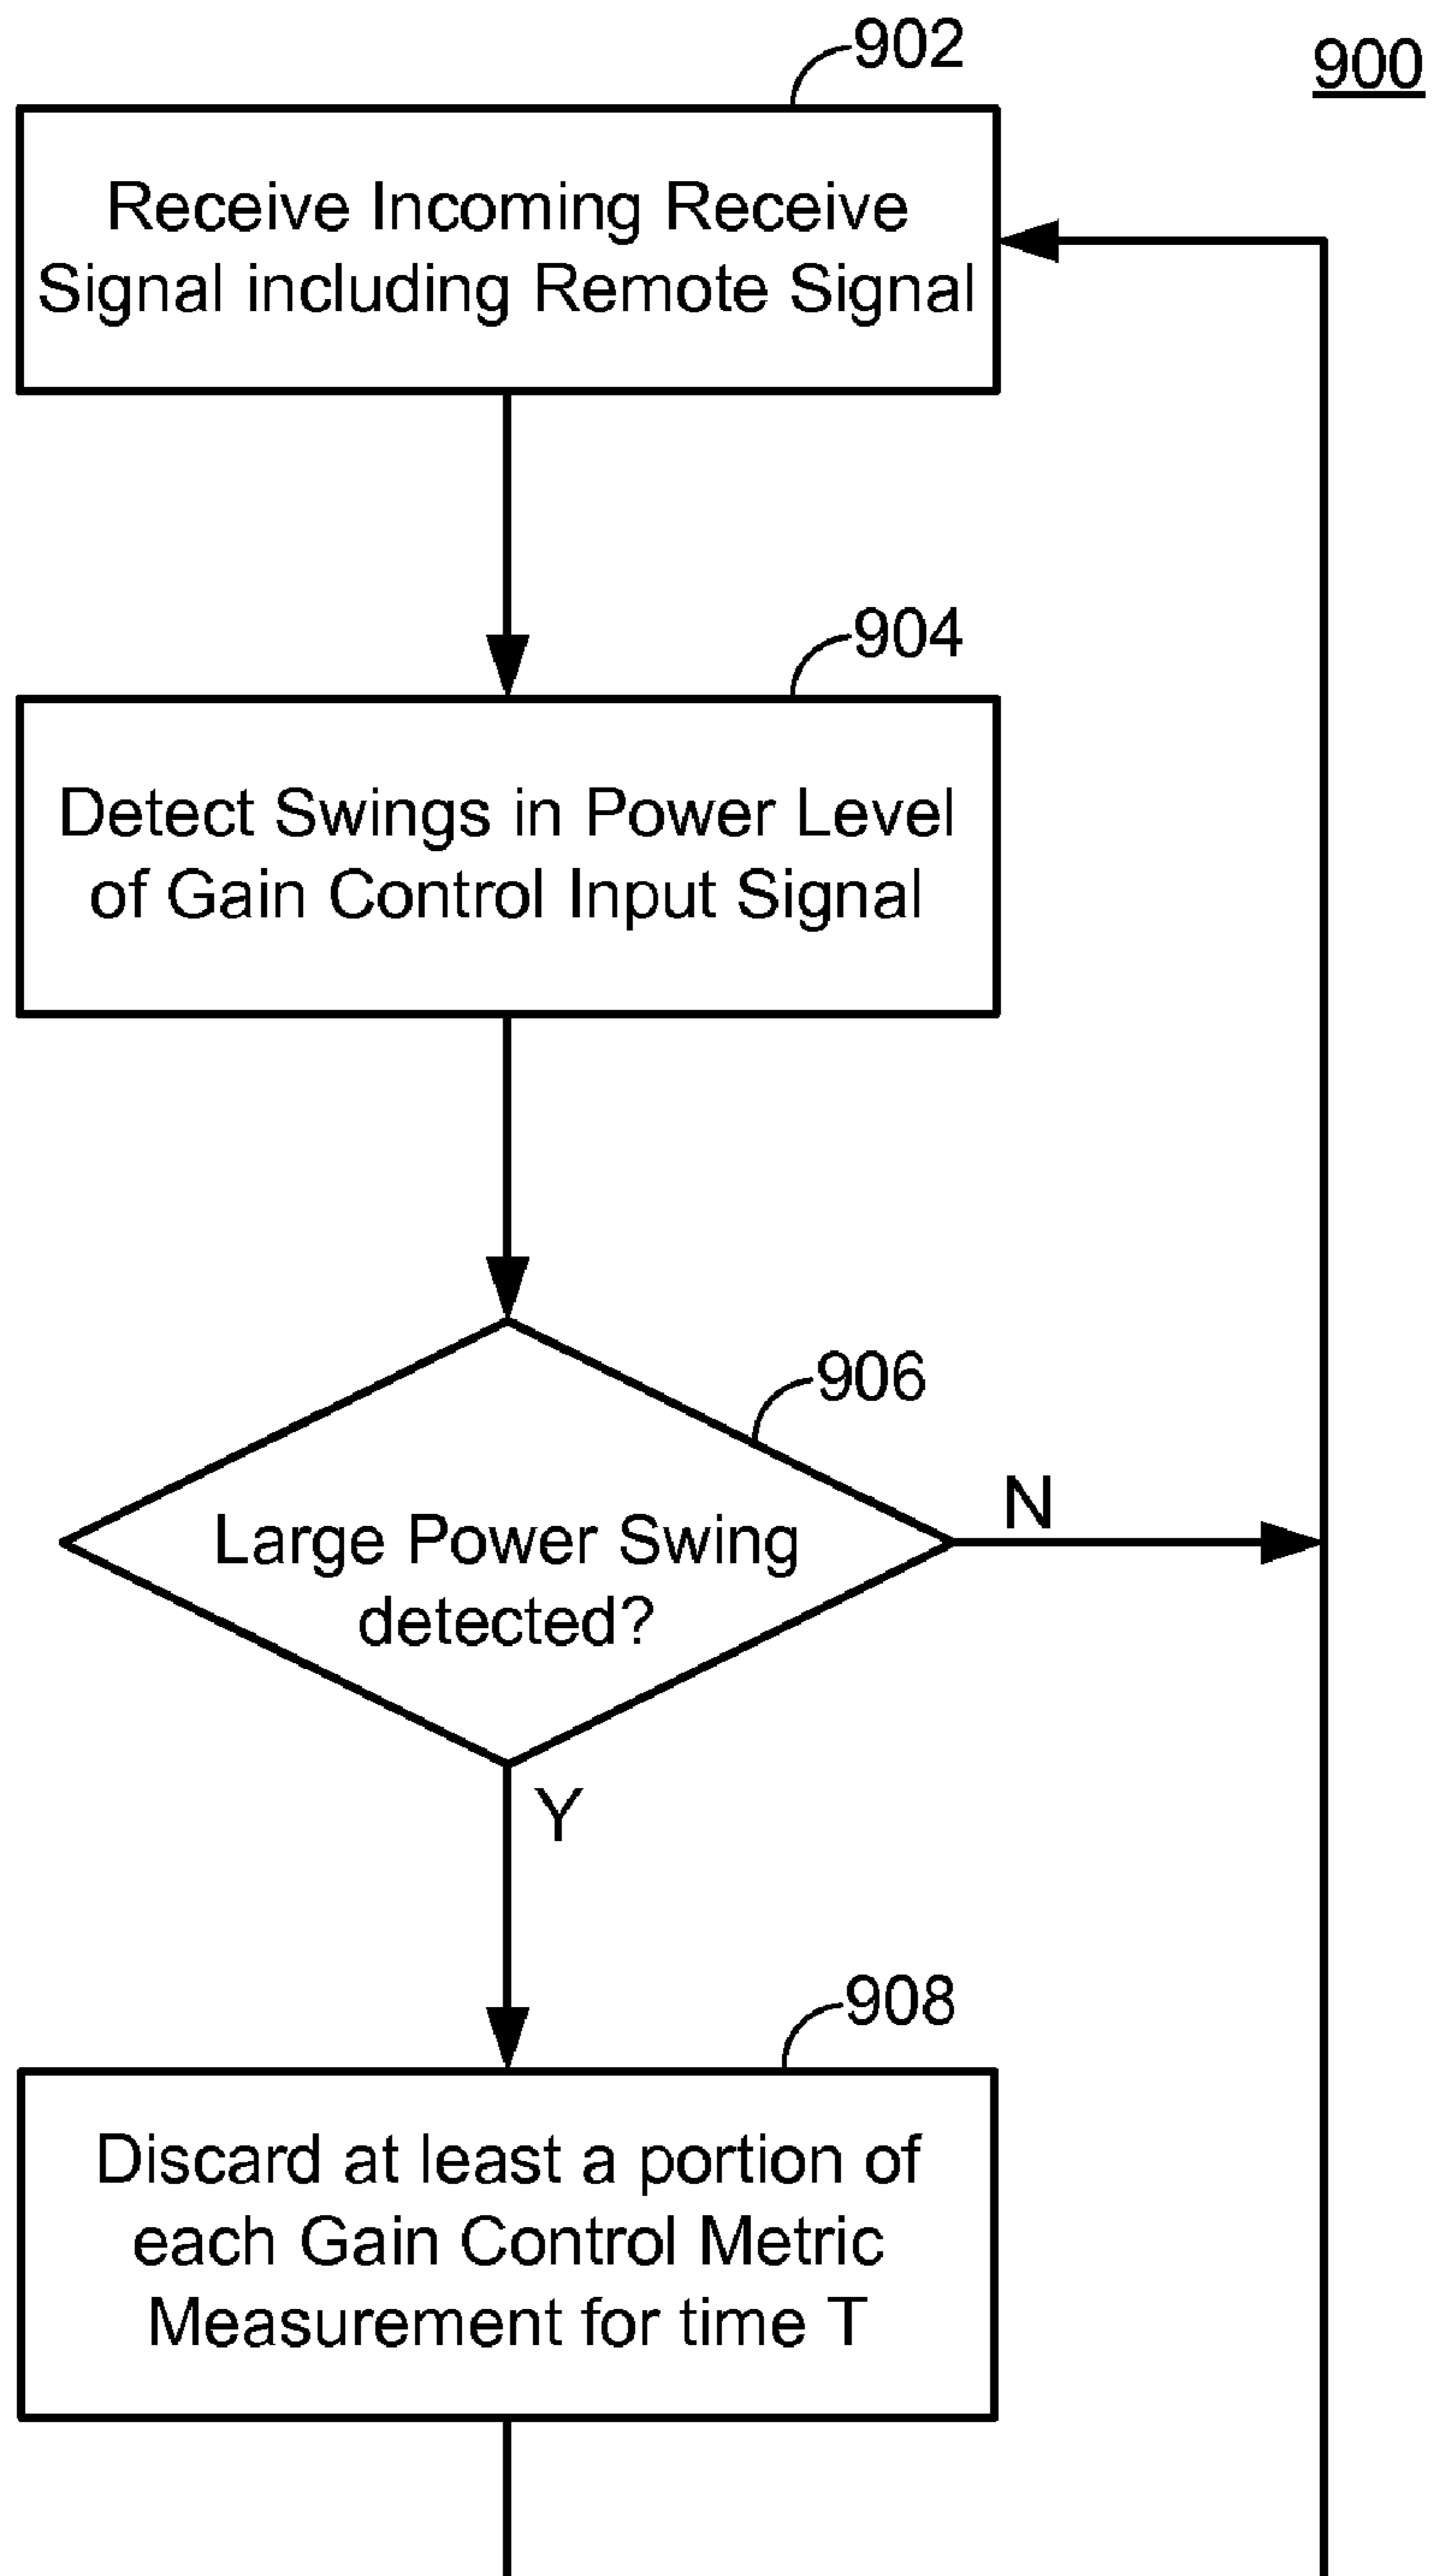 902
900
Receive Incoming Receive
Signal including Remote Signal
904
Detect Swings in Power Level
of Gain Control Input Signal
906
Large Power Swing
detected?
N
Y
908
Discard at least a portion of
each Gain Control Metric
Measurement for time T